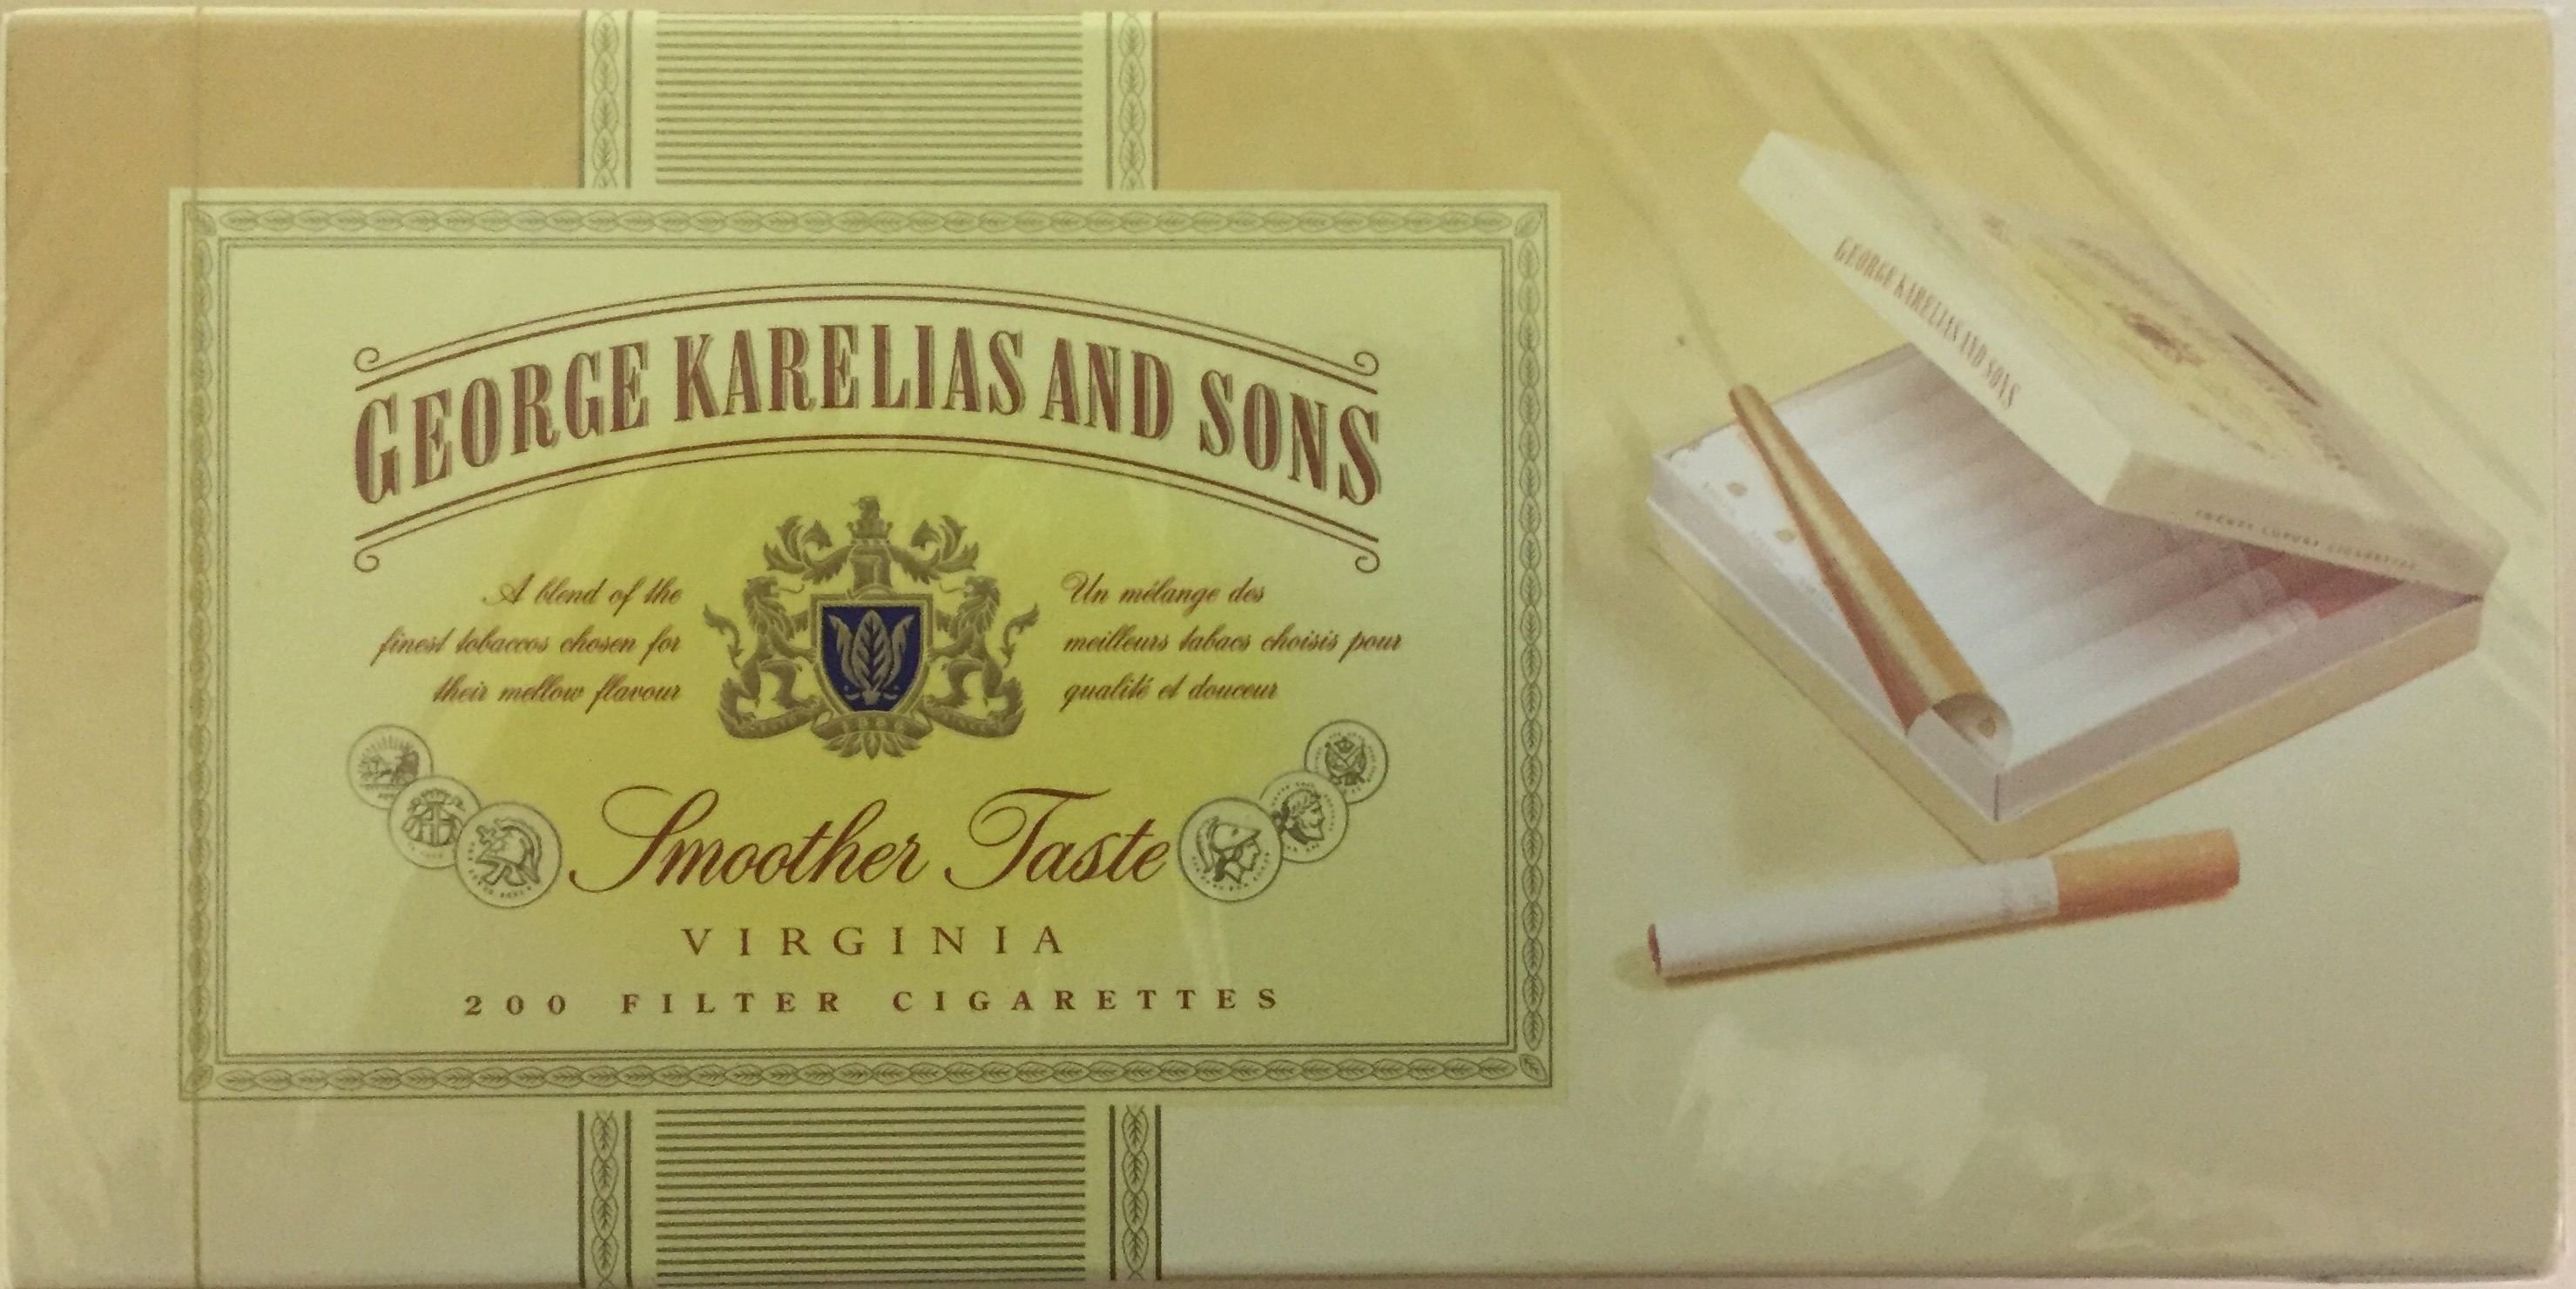 GEORGE KARELIAS AND SONS
A blend of the
finest tobaccos chosen for
their mellow flavour
Un mélange des
meilleurs tabacs choisis pour
qualité et douceur
Smoother Taste
VIRGINIA
200 FILTER CIGARETTES
GEORGE KARELIAS AND SONS